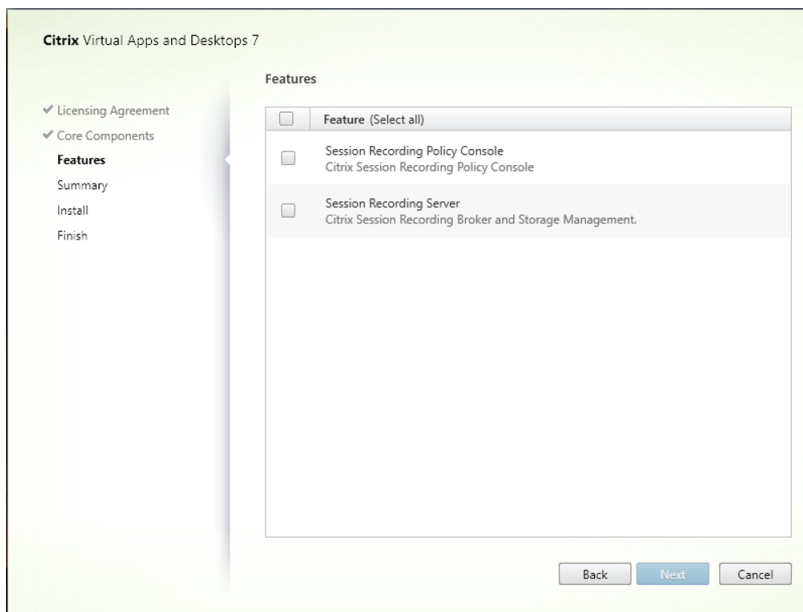 Citrix Virtual Apps and Desktops 7
Features
Licensing Agreement
Core Components
Features
Summary
Install
Finish
Feature (Select all)
Session Recording Policy Console
Citrix Session Recording Policy Console
Session Recording Server
Citrix Session Recording Broker and Storage Management.
Back
Next
Cancel